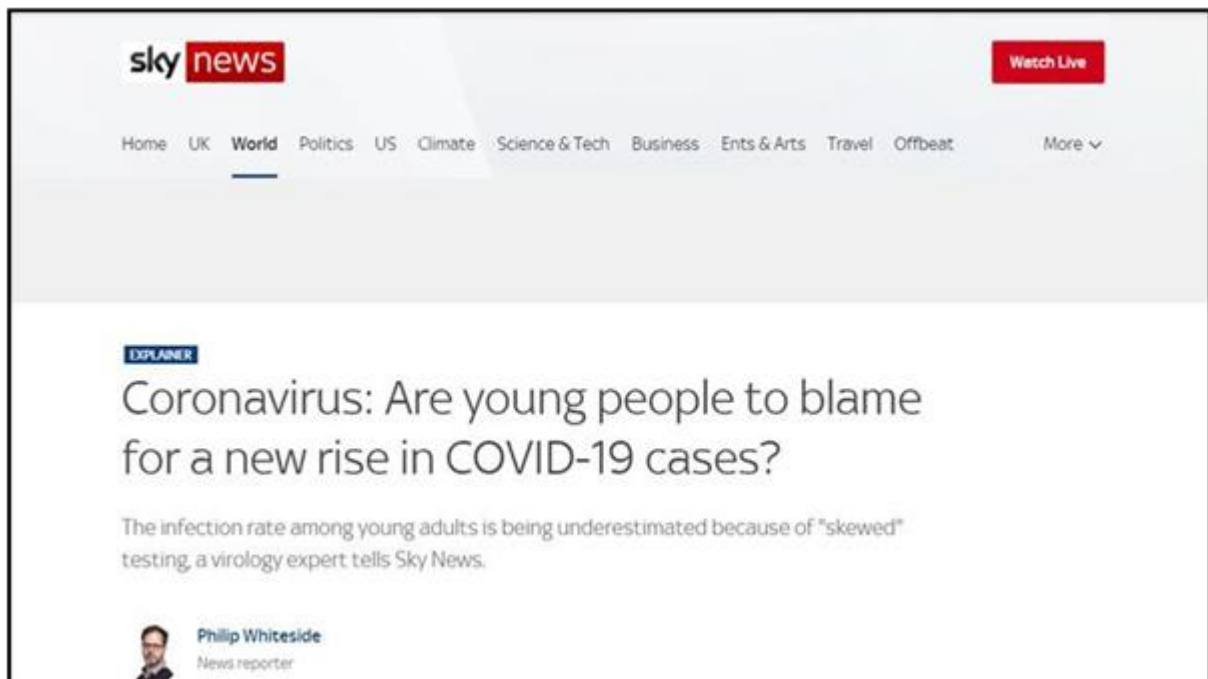 sky news
Watch Live
Home UK World Politics US Climate Science & Tech Business Ents & Arts Travel Offbeat More
EXPLAINER
Coronavirus: Are young people to blame
for a new rise in COVID-19 cases?
The infection rate among young adults is being underestimated because of "skewed"
testing, a virology expert tells Sky News.
Philip Whiteside
News reporter